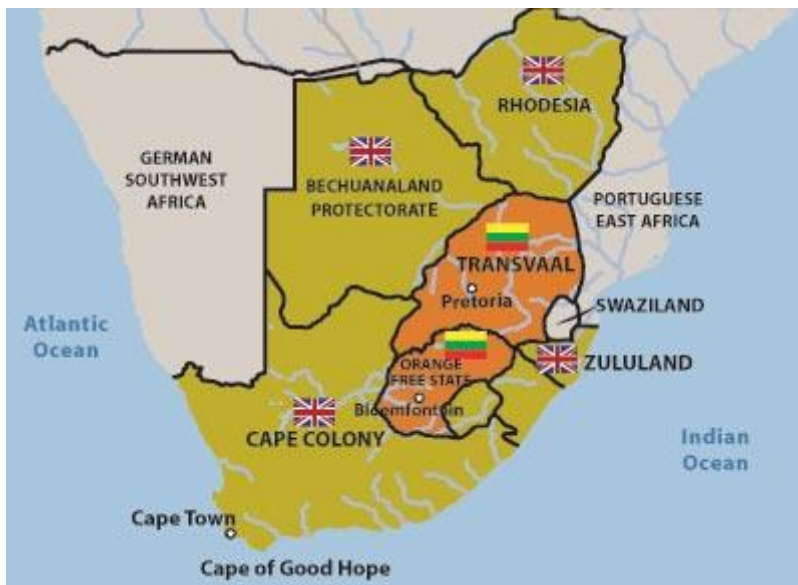 RHODESIA
GERMAN
SOUTHWEST
AFRICA
BECHUANALAND
PROTECTORATE
PORTUGUESE
EAST AFRICA
TRANSVAAL
Pretoria
SWAZILAND
Atlantic
Ocean
ORANGE
FREE STATE
ZULULAND
Bloemfontein
CAPE COLONY
Indian
Ocean
Cape Town
Cape of Good Hope